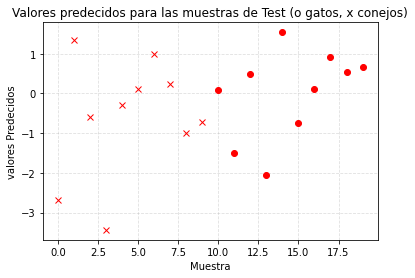 Valores predecidos para las muestras de Test (o gatos, x conejos)
1
0
−1
−2
−3
valores Predecidos
0.0 2.5 5.0 7.5 10.0 12.5 15.0 17.5
Muestra